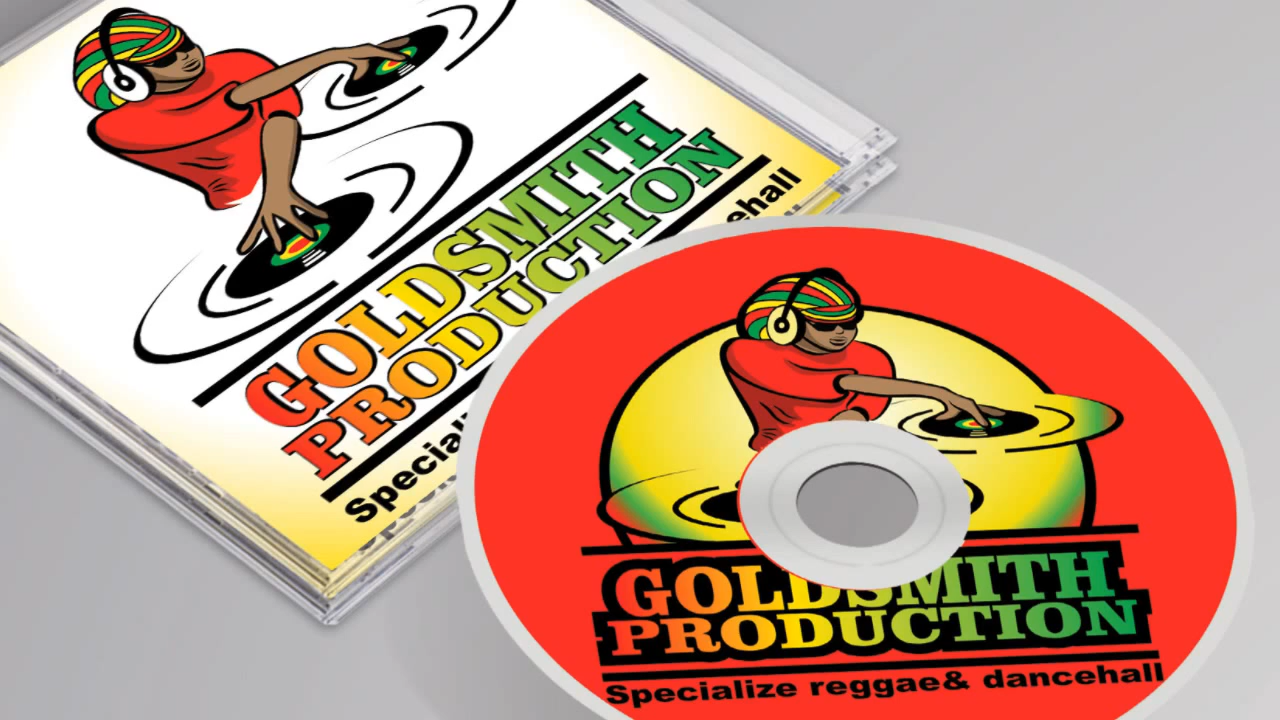 GOLDSMITH
PRODUCTION
GOLDSMITH
PRODUCTION
Specialize reggae& dancehall